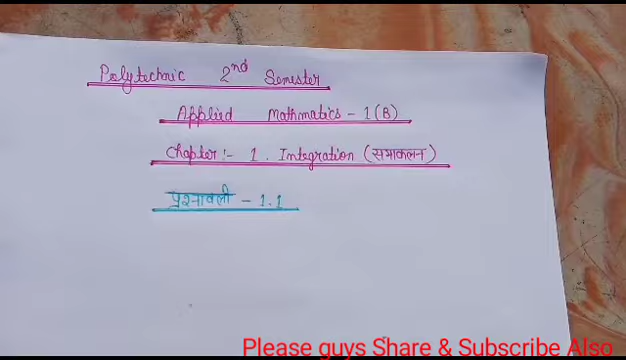 Polytechnic 2nd Semester
Applied Mathmatics - 1(B)
Chapter:- 1. Integration (समाकलन)
प्रश्नावली - 1.1
Please guys Share & Subscribe Also